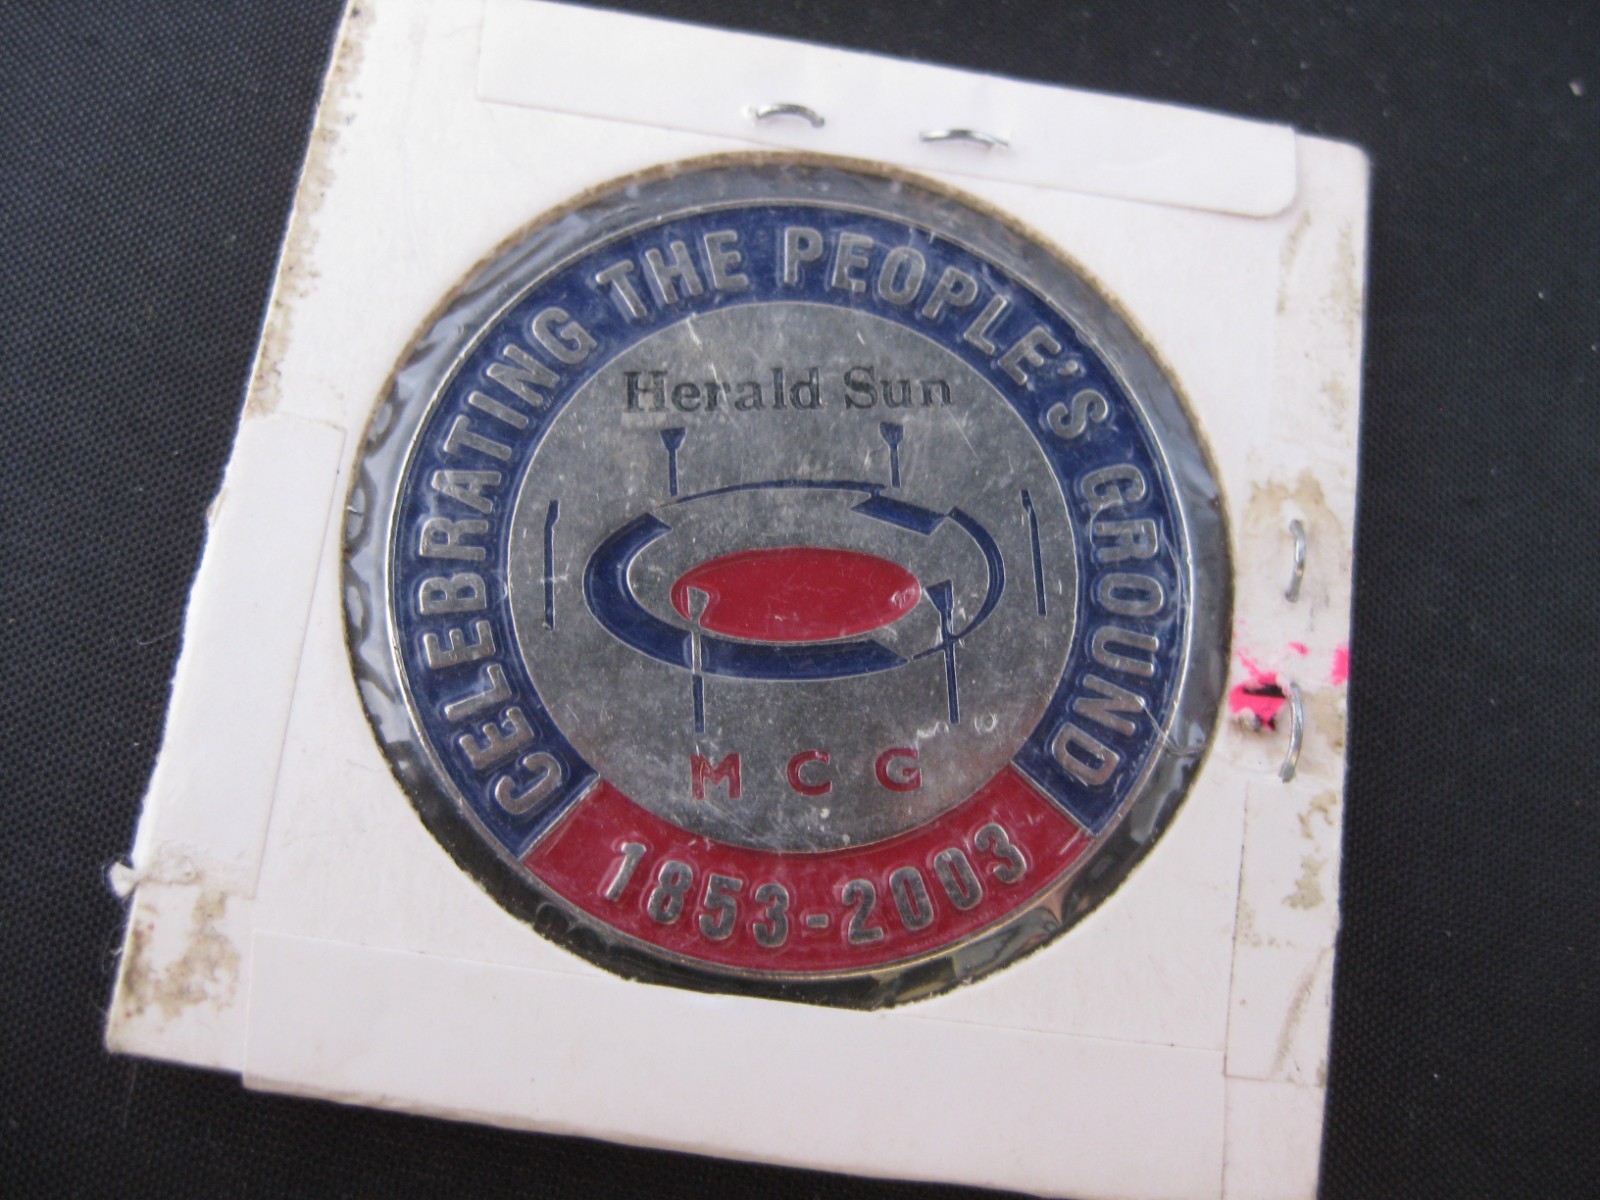 CELEBRATING THE PEOPLE'S GROUND
Herald Sun
MCG
1853-2003